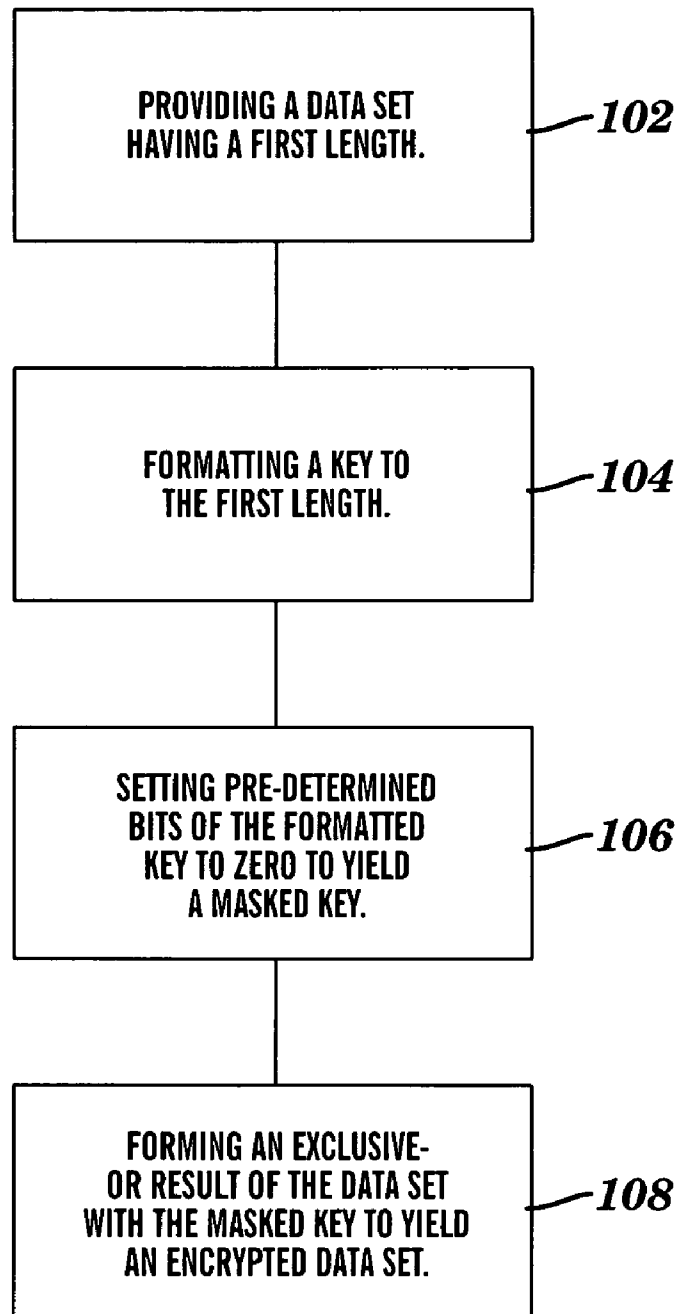 PROVIDING A DATA SET
HAVING A FIRST LENGTH.
102
FORMATTING A KEY TO
THE FIRST LENGTH.
104
SETTING PRE-DETERMINED
BITS OF THE FORMATTED
KEY TO ZERO TO YIELD
A MASKED KEY.
106
FORMING AN EXCLUSIVE-
OR RESULT OF THE DATA SET
WITH THE MASKED KEY TO YIELD
AN ENCRYPTED DATA SET.
108